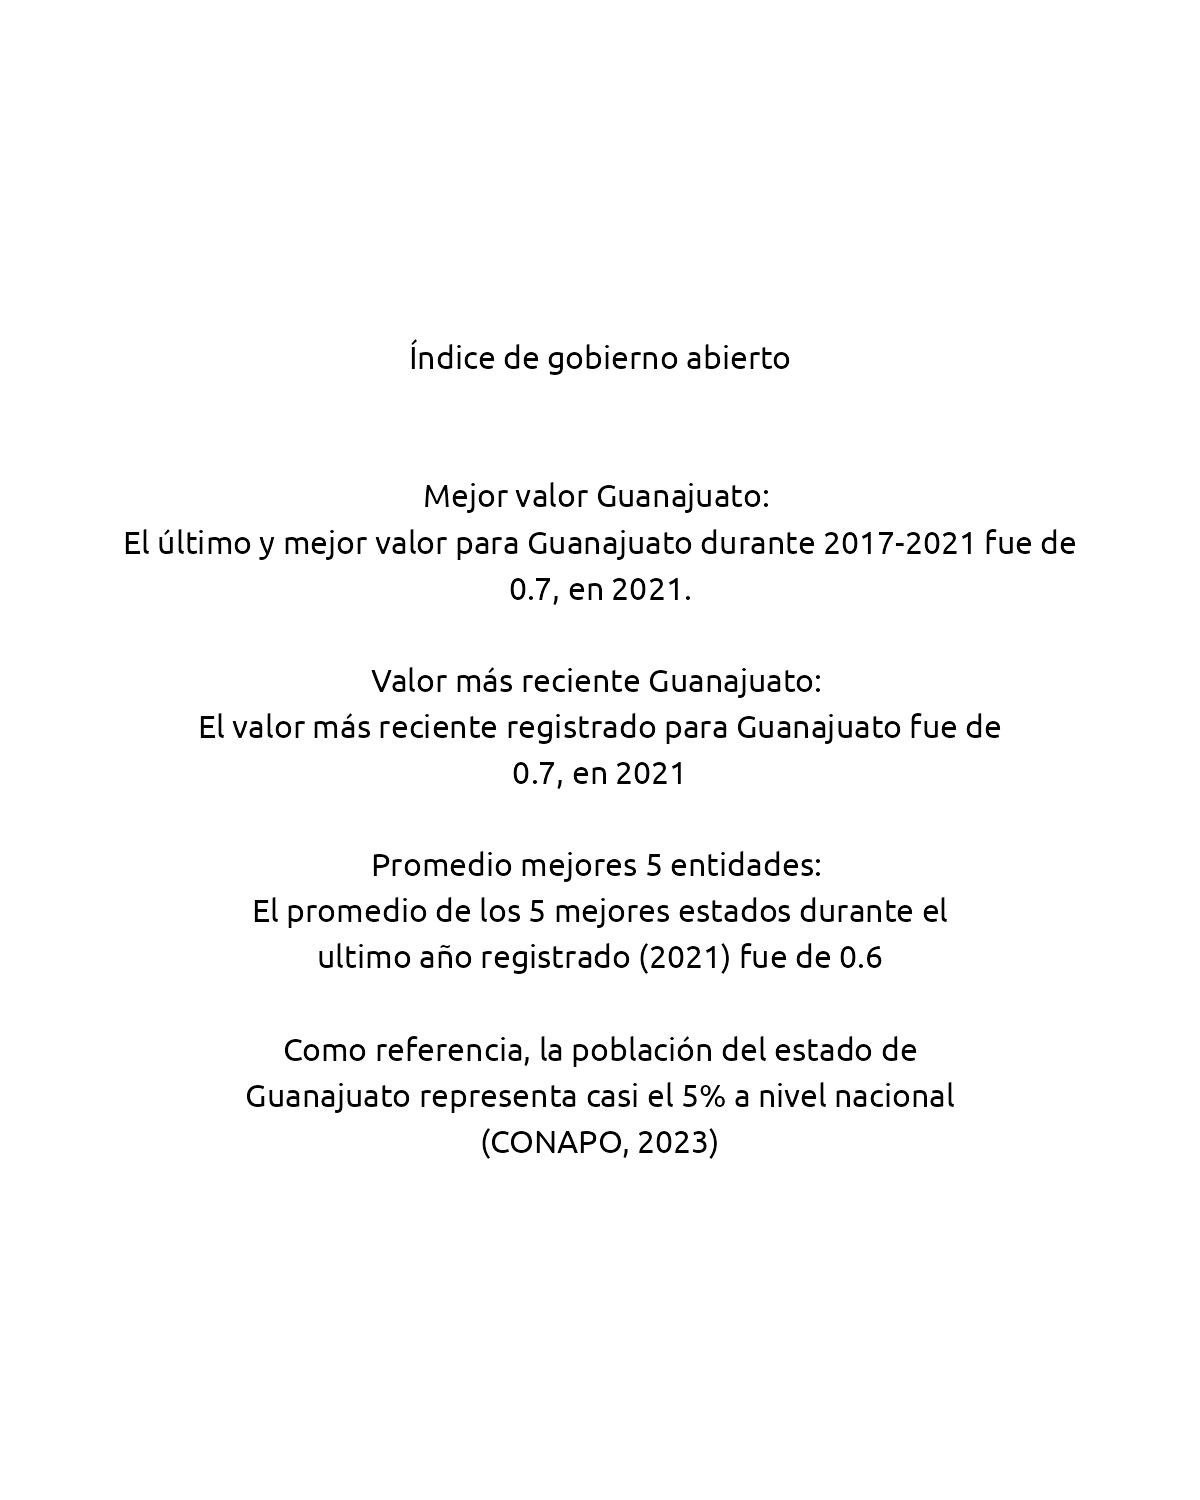 Índice de gobierno abierto
Mejor valor Guanajuato:
El último y mejor valor para Guanajuato durante 2017-2021 fue de
0.7, en 2021.
Valor más reciente Guanajuato:
El valor más reciente registrado para Guanajuato fue de
0.7, en 2021
Promedio mejores 5 entidades:
El promedio de los 5 mejores estados durante el
ultimo año registrado (2021) fue de 0.6
Como referencia, la población del estado de
Guanajuato representa casi el 5% a nivel nacional
(CONAPO, 2023)